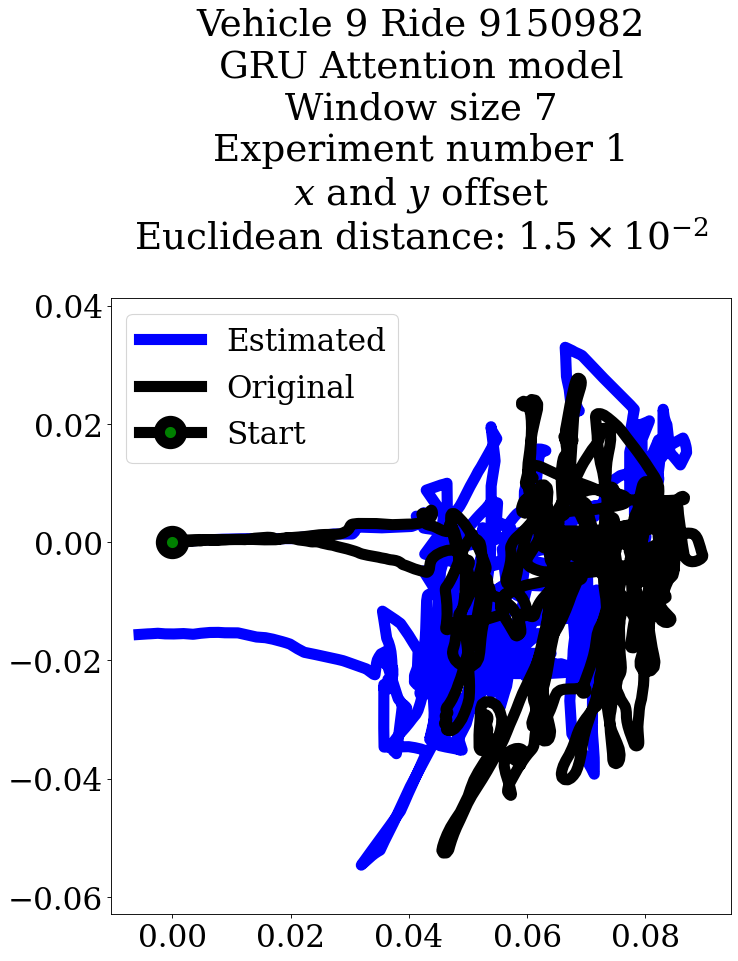 Vehicle 9 Ride 9150982
GRU Attention model
Window size 7
Experiment number 1
x and y offset
Euclidean distance: 1.5 × 10⁻²
Estimated
Original
Start
0.04
0.02
0.00
−0.02
−0.04
−0.06
0.00 0.02 0.04 0.06 0.08